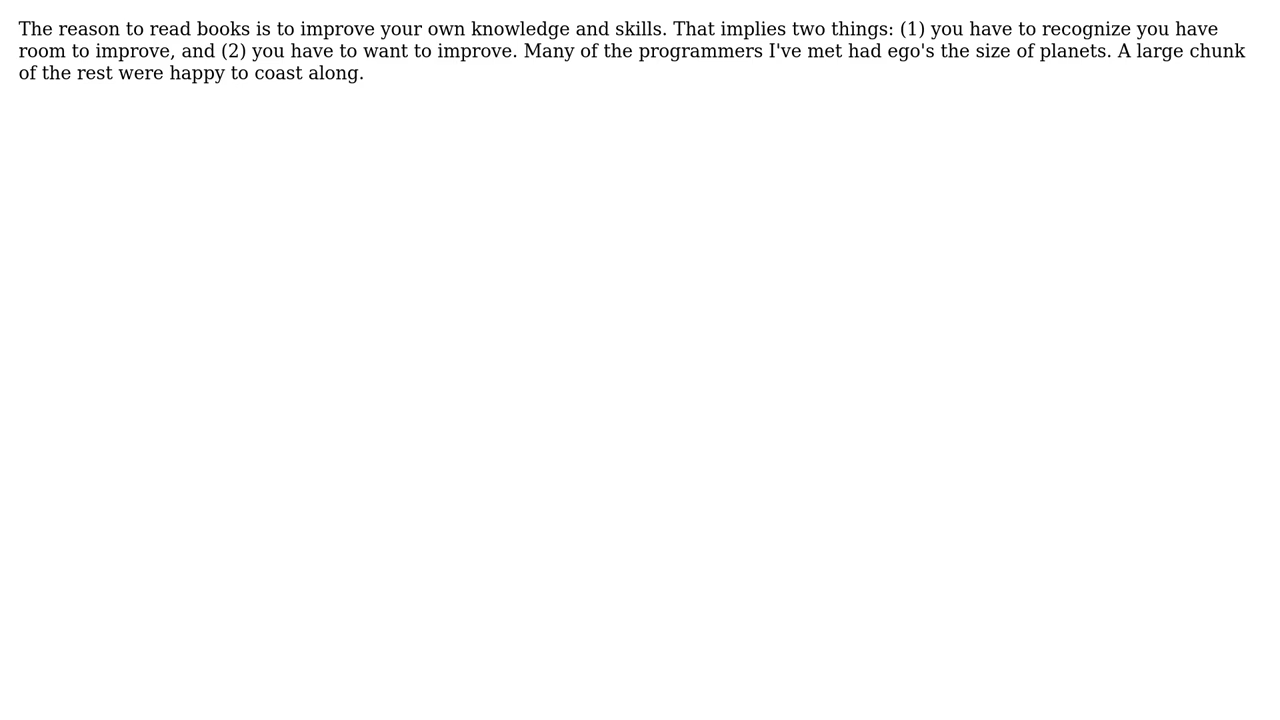 The reason to read books is to improve your own knowledge and skills. That implies two things: (1) you have to recognize you have
room to improve, and (2) you have to want to improve. Many of the programmers I've met had ego's the size of planets. A large chunk
of the rest were happy to coast along.